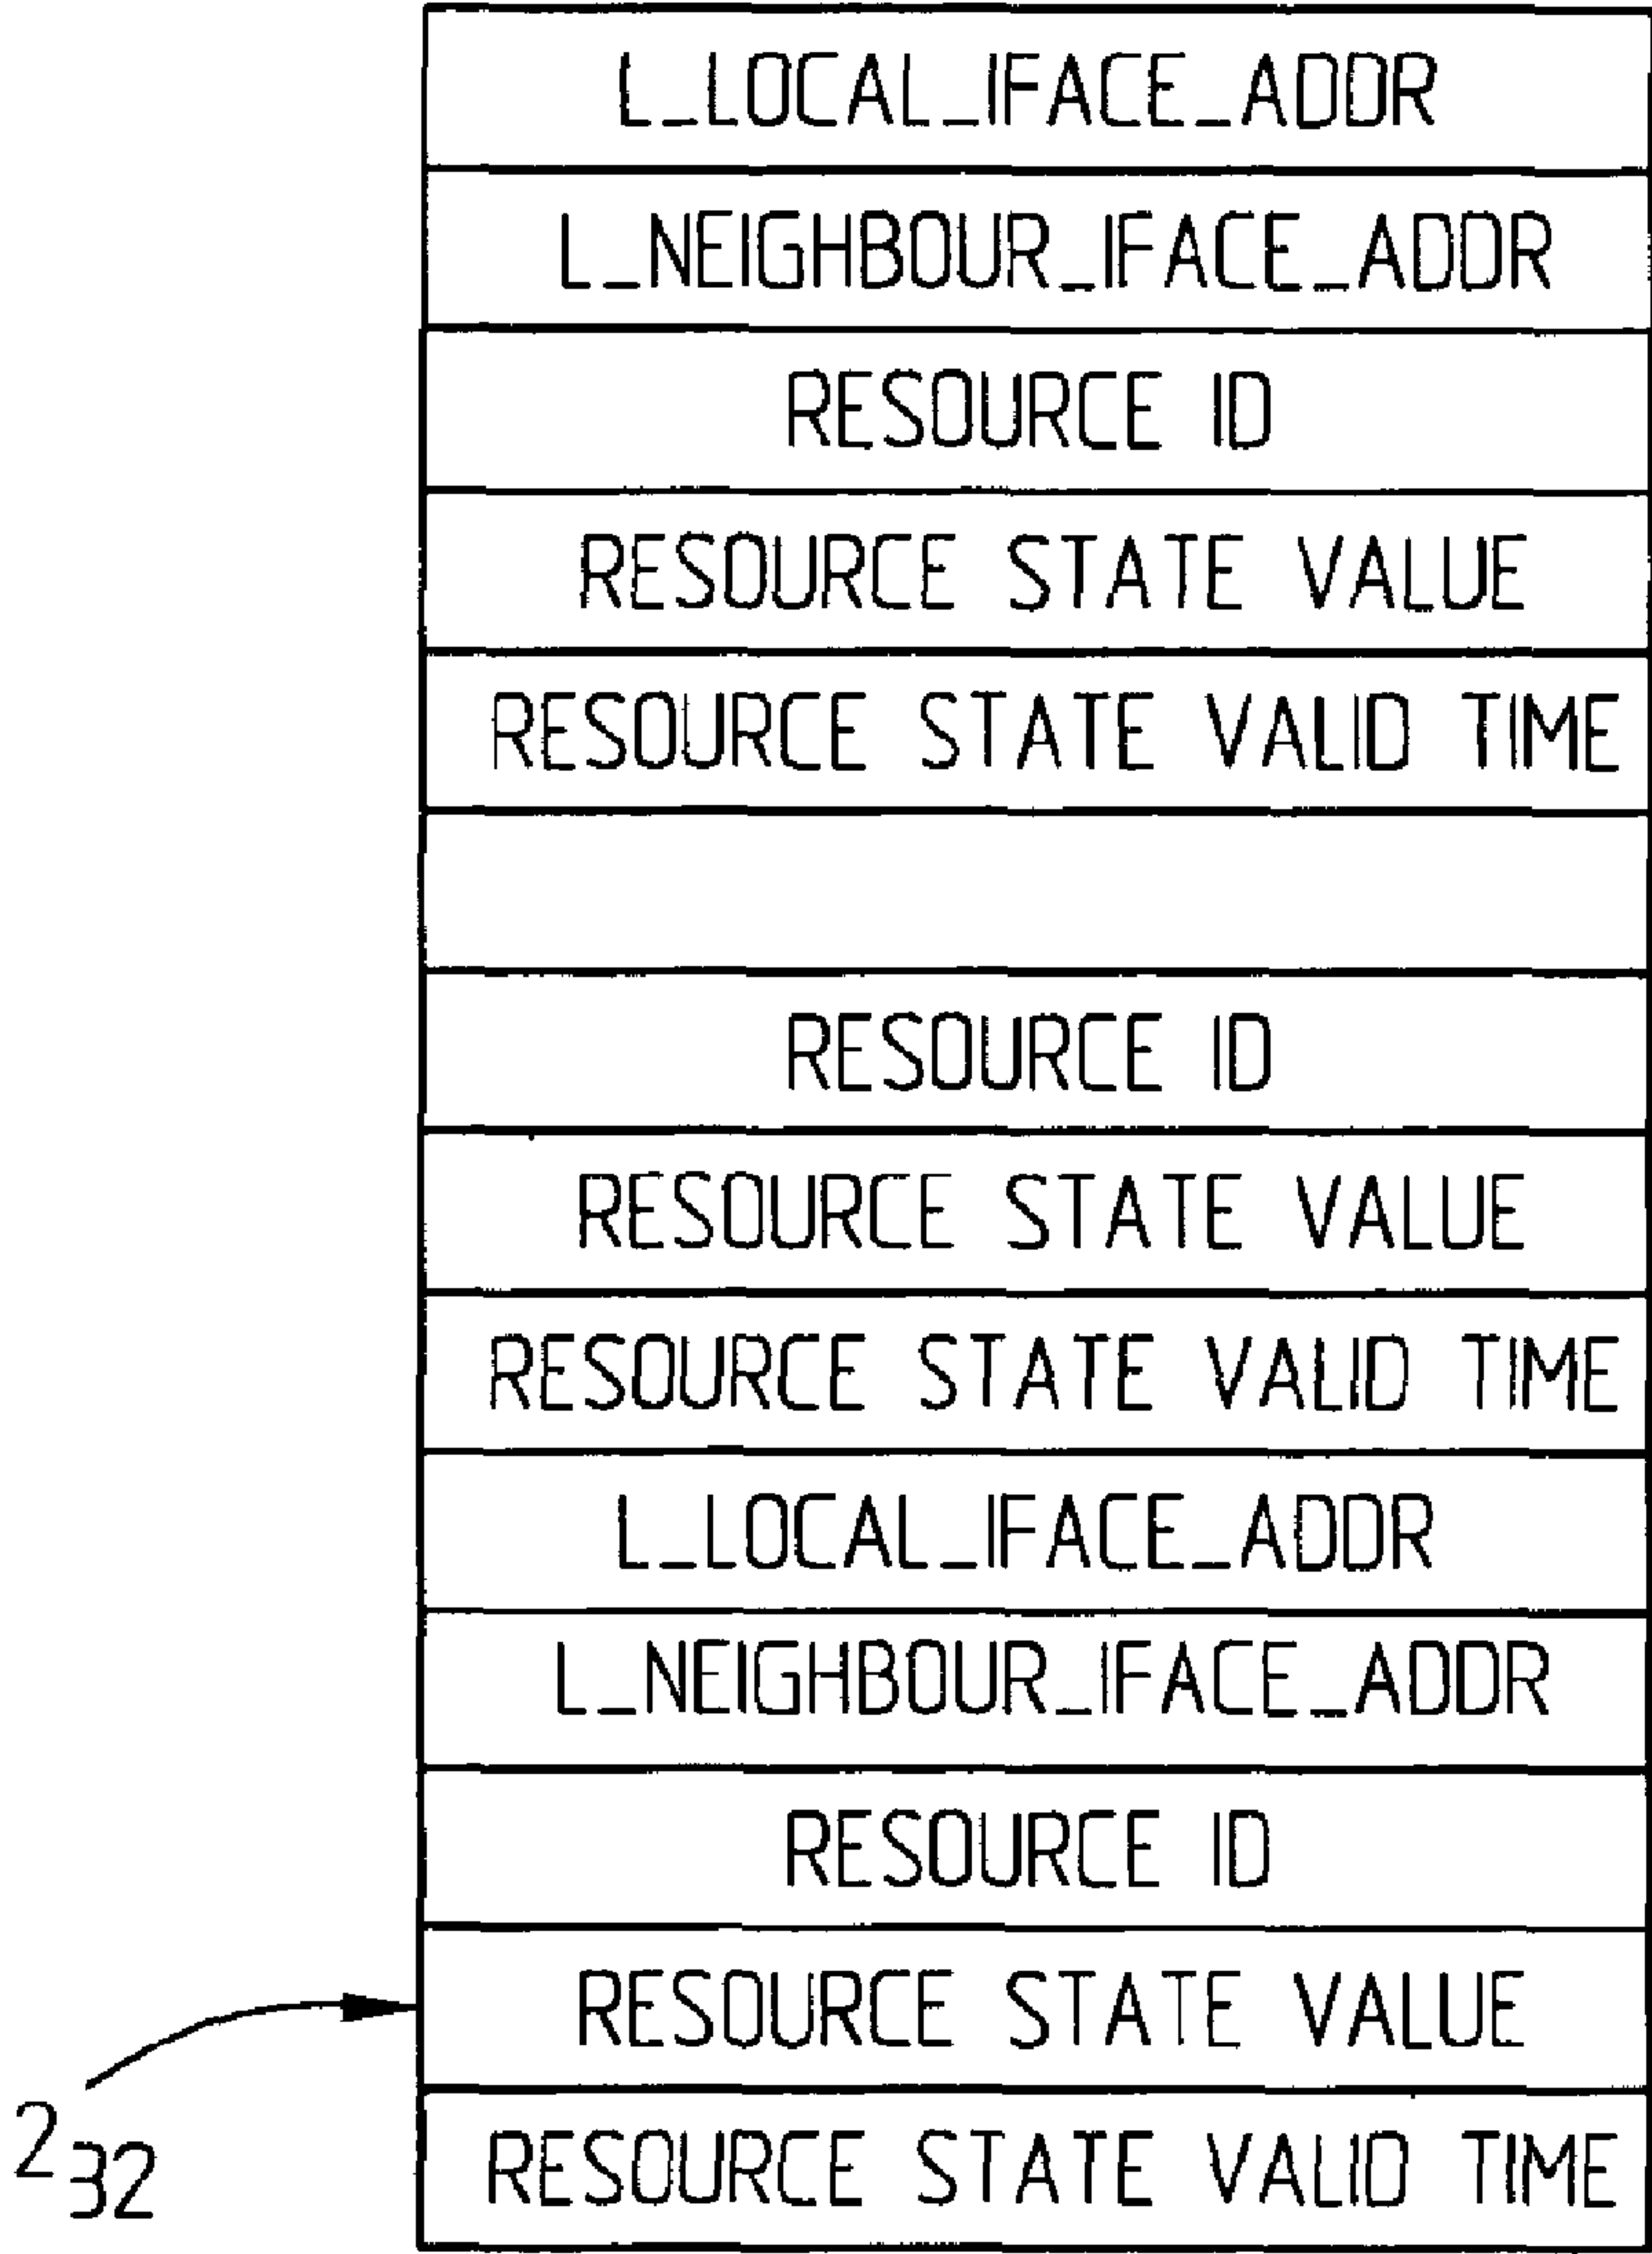 L_LOCAL_IFACE_ADDR
L_NEIGHBOUR_IFACE_ADDR
RESOURCE ID
RESOURCE STATE VALUE
RESOURCE STATE VALID TIME
RESOURCE ID
RESOURCE STATE VALUE
RESOURCE STATE VALID TIME
L_LOCAL_IFACE_ADDR
L_NEIGHBOUR_IFACE_ADDR
RESOURCE ID
RESOURCE STATE VALUE
RESOURCE STATE VALID TIME
232